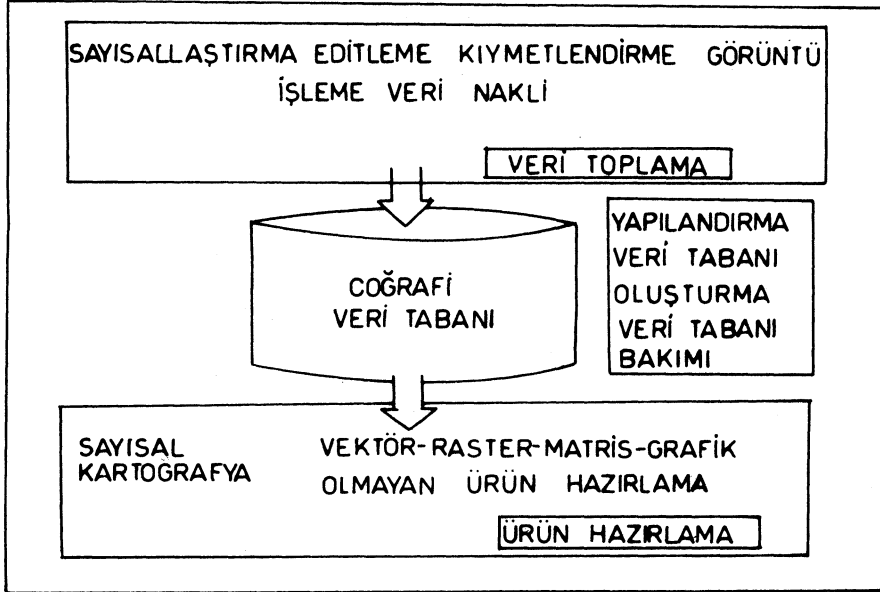 SAYISALLAŞTIRMA EDİTLEME KIYMETLENDİRME GÖRÜNTÜ
İŞLEME VERİ NAKLİ
VERİ TOPLAMA
COĞRAFİ
VERİ TABANI
YAPILANDIRMA
VERİ TABANI
OLUŞTURMA
VERİ TABANI
BAKIMI
SAYISAL
KARTOĞRAFYA
VEKTÖR-RASTER-MATRİS-GRAFİK
OLMAYAN ÜRÜN HAZIRLAMA
ÜRÜN HAZIRLAMA